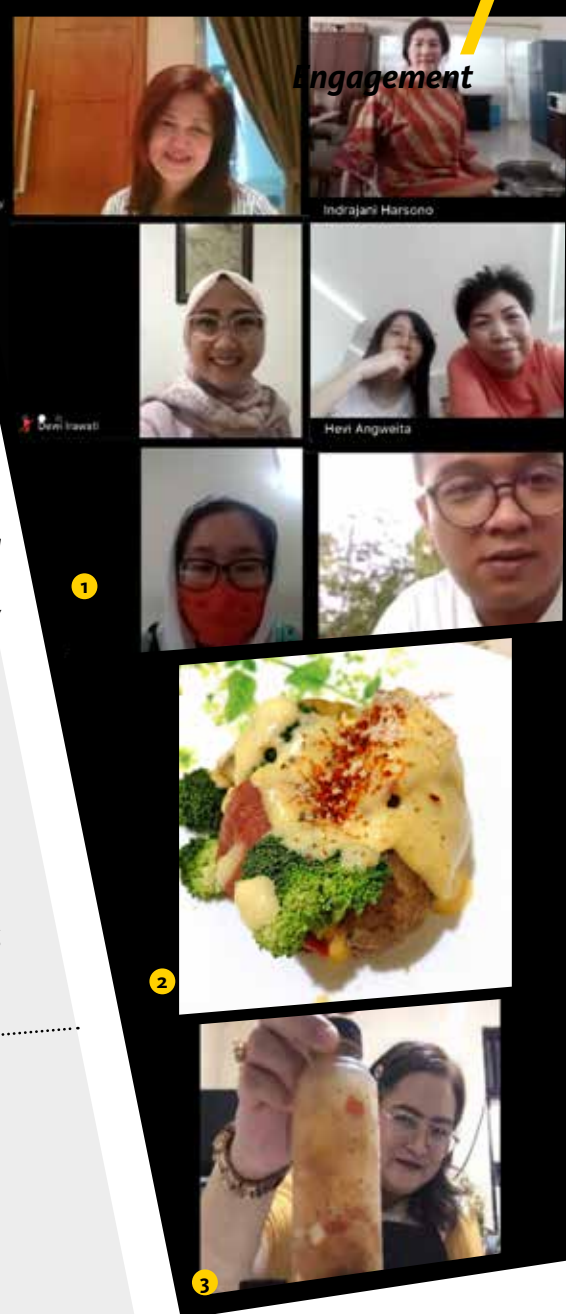 Engagement
Indrajani Harsono
Dewi Irawati
Hevi Angweita
1
2
3